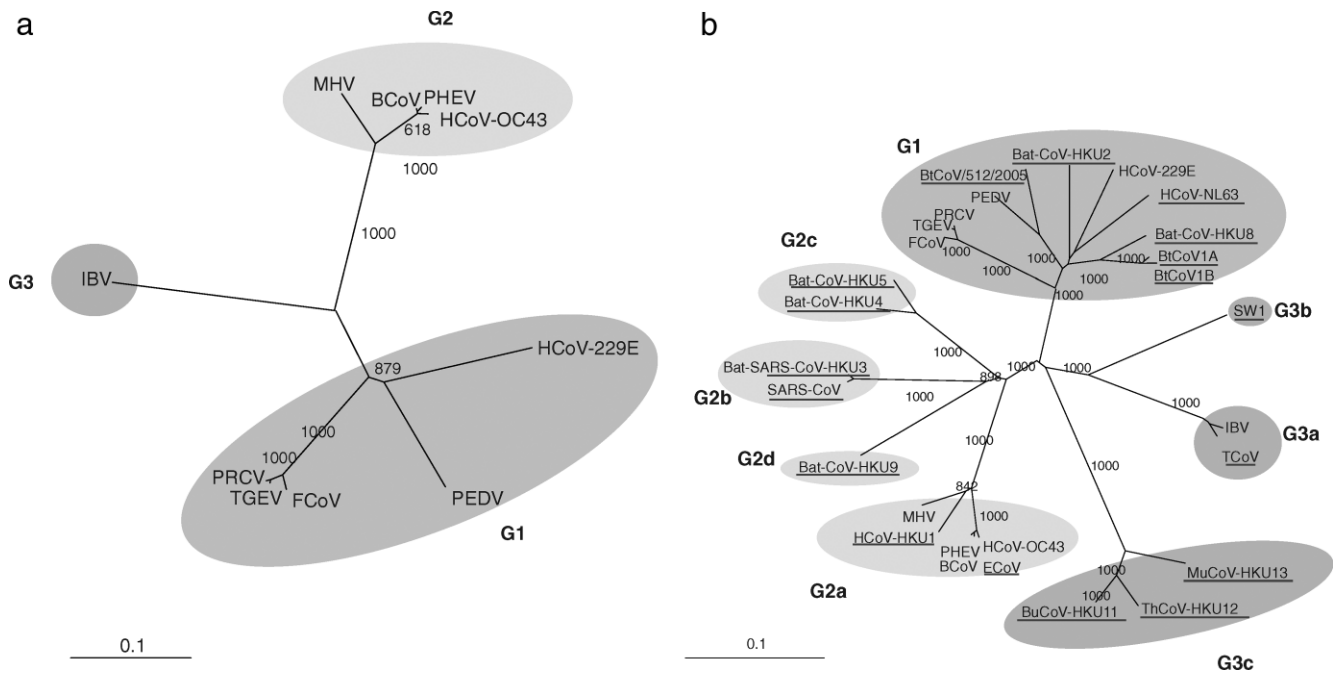 a
G2
MHV
BCoV PHEV
HCoV-OC43
618
1000
1000
G3
IBV
879
HCoV-229E
1000
1000
PRCV
TGEV FCoV
PEDV
G1
0.1
b
G1
Bat-CoV-HKU2
BtCoV/512/2005
HCoV-229E
PEDV
HCoV-NL63
PRCV
TGEV
FCoV
1000
Bat-CoV-HKU8
1000
1000
BtCoV1A
1000
1000
BtCoV1B
1000
G2c
Bat-CoV-HKU5
Bat-CoV-HKU4
SW1
G3b
1000
1000
1000
Bat-SARS-CoV-HKU3
898
SARS-CoV
G2b
1000
1000
IBV
G3a
TCoV
1000
G2d
Bat-CoV-HKU9
1000
842
MHV
1000
HCoV-HKU1
PHEV HCoV-OC43
BCoV ECoV
G2a
1000
MuCoV-HKU13
1000
BuCoV-HKU11
ThCoV-HKU12
G3c
0.1